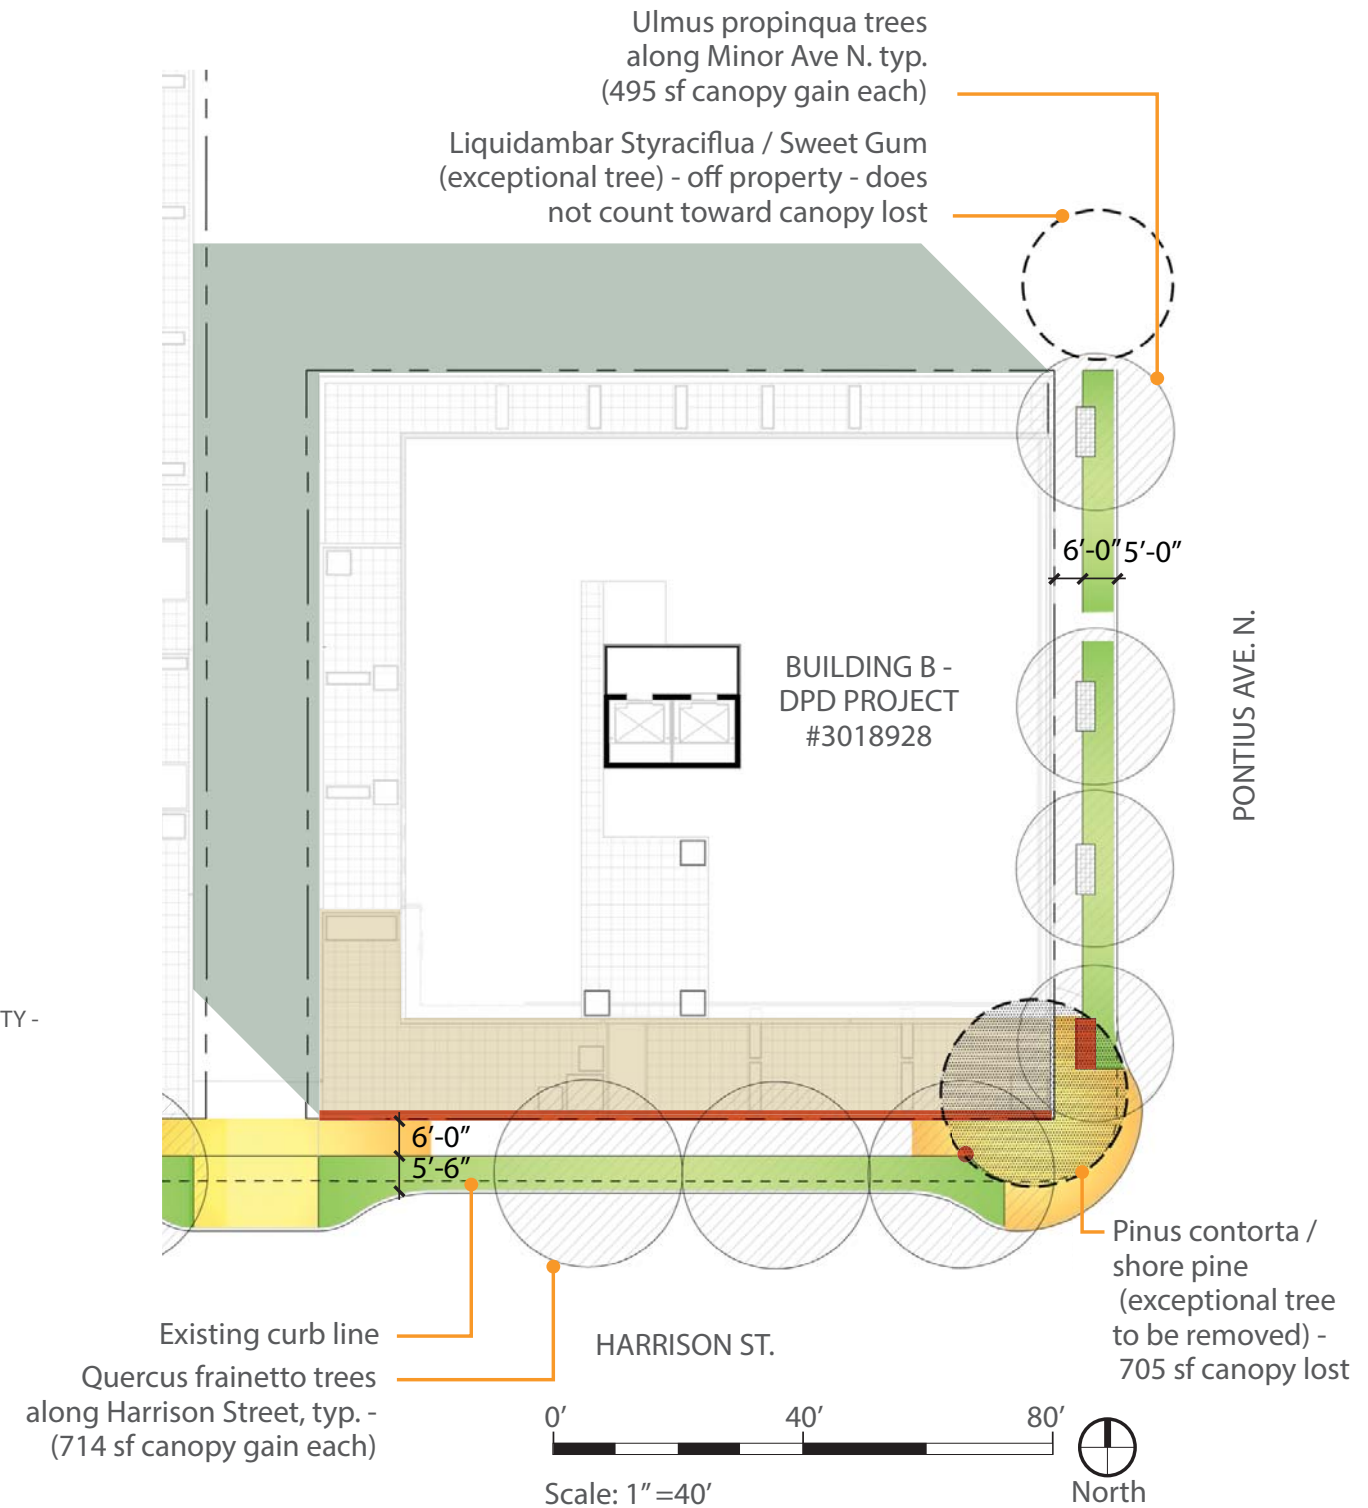 Ulmus propinqua trees
along Minor Ave N. typ.
(495 sf canopy gain each)
Liquidambar Styraciflua / Sweet Gum
(exceptional tree) - off property - does
not count toward canopy lost
6’-0” 5’-0”
BUILDING B -
DPD PROJECT
#3018928
PONTIUS AVE. N.
TY -
6’-0”
5’-6”
Pinus contorta /
shore pine
(exceptional tree
to be removed) -
705 sf canopy lost
Existing curb line
HARRISON ST.
Quercus frainetto trees
along Harrison Street, typ. -
(714 sf canopy gain each)
0’ 40’ 80’
Scale: 1” =40’
North